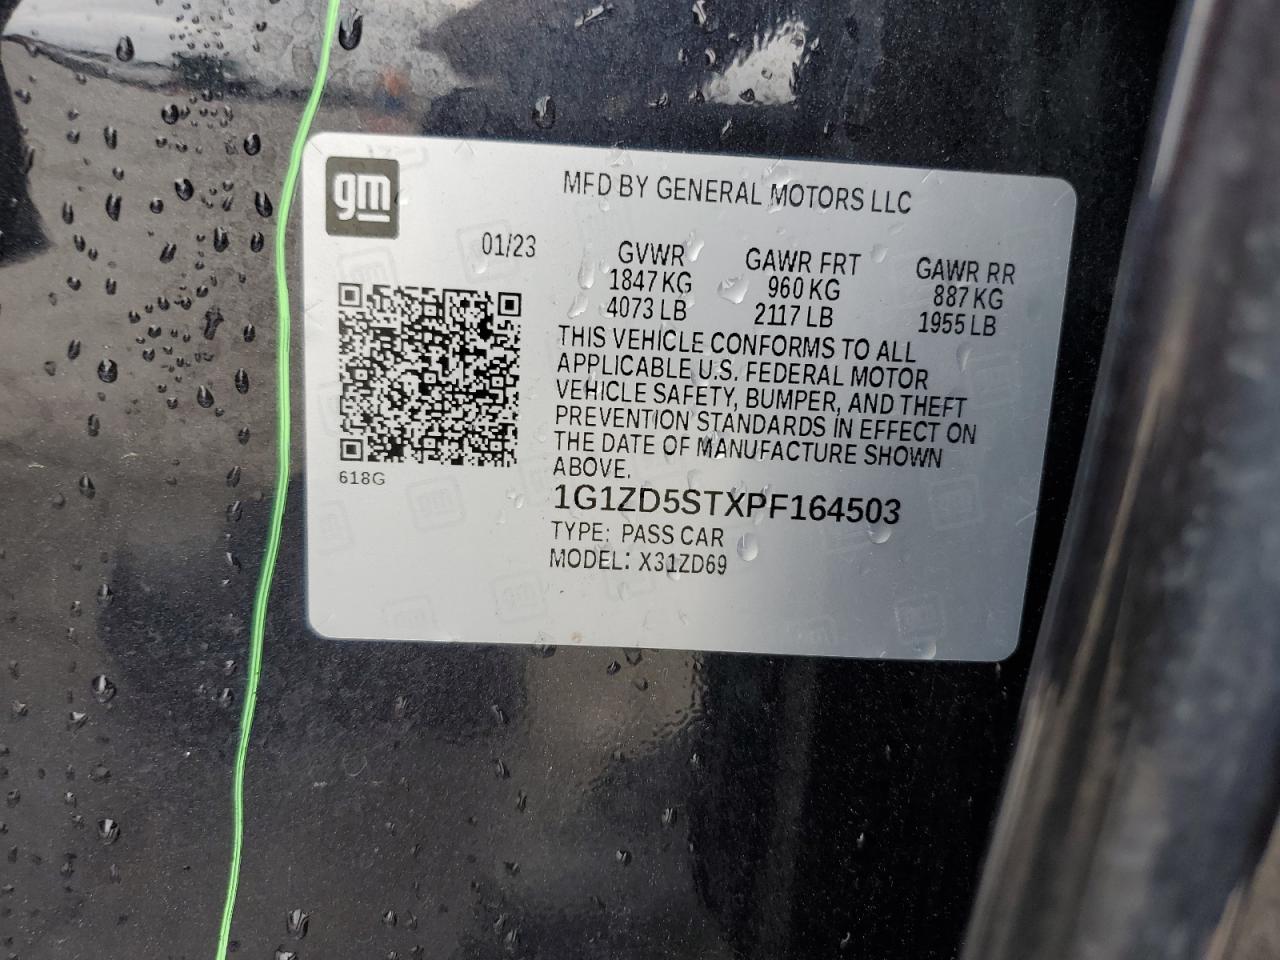 gm
MFD BY GENERAL MOTORS LLC
01/23
GVWR GAWR FRT GAWR RR
1847 KG 960 KG 887 KG
4073 LB 2117 LB 1955 LB
THIS VEHICLE CONFORMS TO ALL
APPLICABLE U.S. FEDERAL MOTOR
VEHICLE SAFETY, BUMPER, AND THEFT
PREVENTION STANDARDS IN EFFECT ON
THE DATE OF MANUFACTURE SHOWN
ABOVE.
618G
1G1ZD5STXPF164503
TYPE: PASS CAR
MODEL: X31ZD69